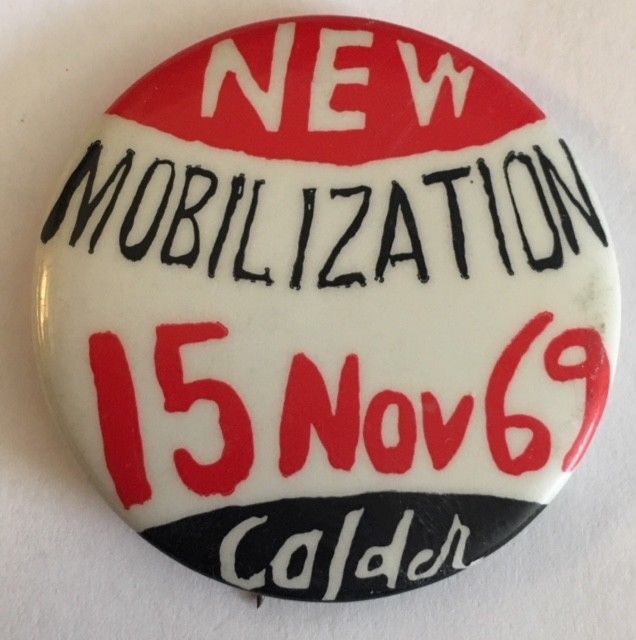 NEW
MOBILIZATION
15 Nov 69
Calder